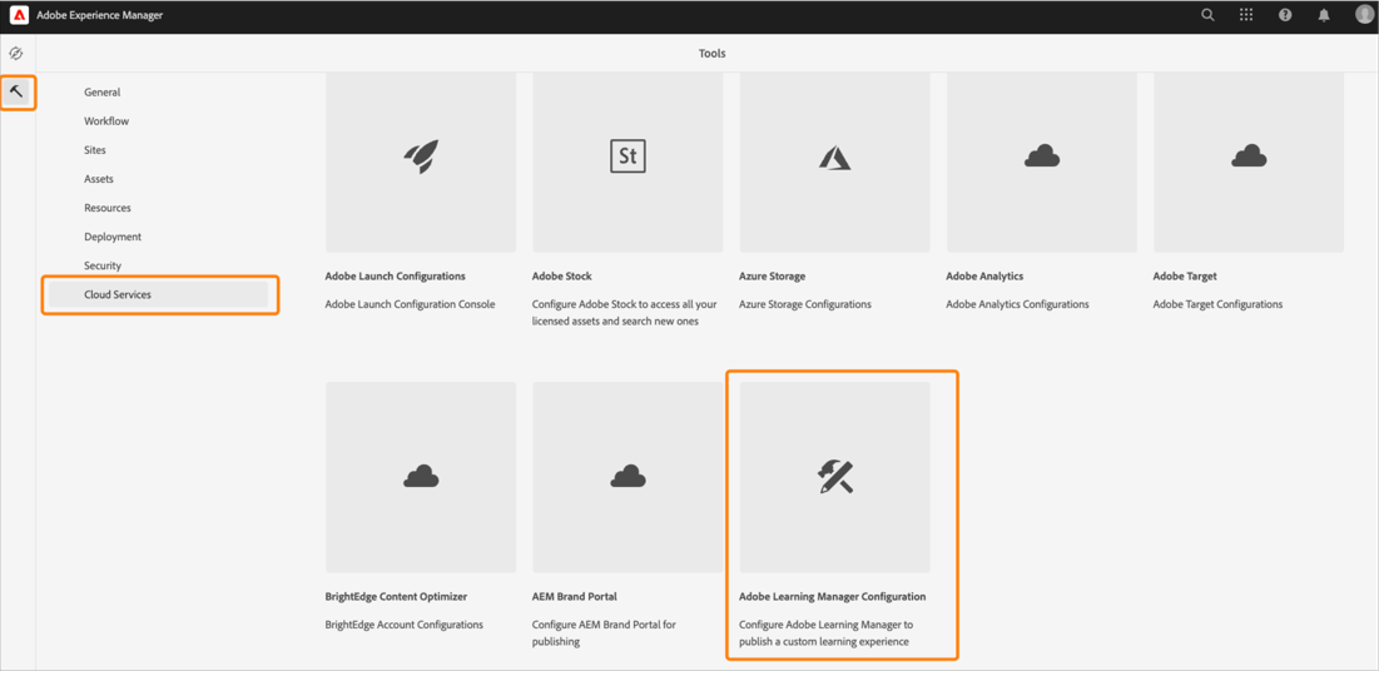 Adobe Experience Manager
Tools
General
Workflow
Sites
Assets
Resources
Deployment
Security
Cloud Services
St
Adobe Launch Configurations
Adobe Launch Configuration Console
Adobe Stock
Configure Adobe Stock to access all your
licensed assets and search new ones
Azure Storage
Azure Storage Configurations
Adobe Analytics
Adobe Analytics Configurations
Adobe Target
Adobe Target Configurations
BrightEdge Content Optimizer
BrightEdge Account Configurations
AEM Brand Portal
Configure AEM Brand Portal for
publishing
Adobe Learning Manager Configuration
Configure Adobe Learning Manager to
publish a custom learning experience